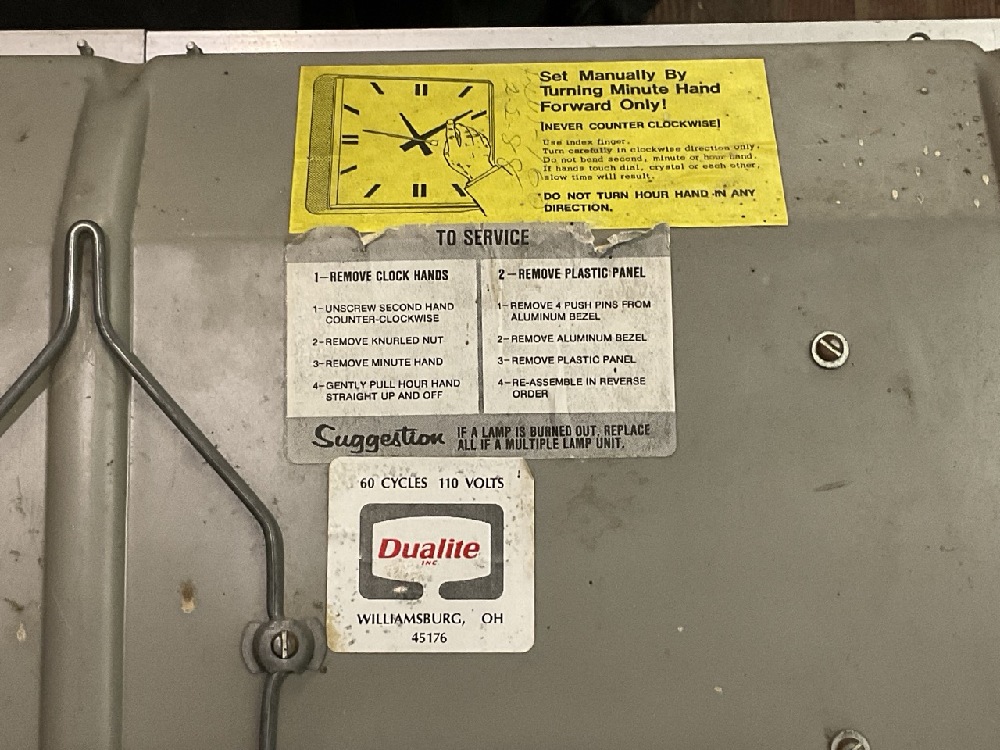 Set Manually By
Turning Minute Hand
Forward Only!
[NEVER COUNTER CLOCKWISE]
Use index finger.
Turn carefully in clockwise direction only.
Do not bend second, minute or hour hand.
If hands touch dial, crystal or each other,
slow time will result.
DO NOT TURN HOUR HAND IN ANY
DIRECTION.
TO SERVICE
1-REMOVE CLOCK HANDS
1-UNSCREW SECOND HAND
COUNTER-CLOCKWISE
2-REMOVE KNURLED NUT
3-REMOVE MINUTE HAND
4-GENTLY PULL HOUR HAND
STRAIGHT UP AND OFF
2-REMOVE PLASTIC PANEL
1-REMOVE 4 PUSH PINS FROM
ALUMINUM BEZEL
2-REMOVE ALUMINUM BEZEL
3-REMOVE PLASTIC PANEL
4-RE-ASSEMBLE IN REVERSE
ORDER
Suggestion IF A LAMP IS BURNED OUT, REPLACE
ALL IF A MULTIPLE LAMP UNIT.
60 CYCLES 110 VOLTS
Dualite
INC
WILLIAMSBURG, OH
45176